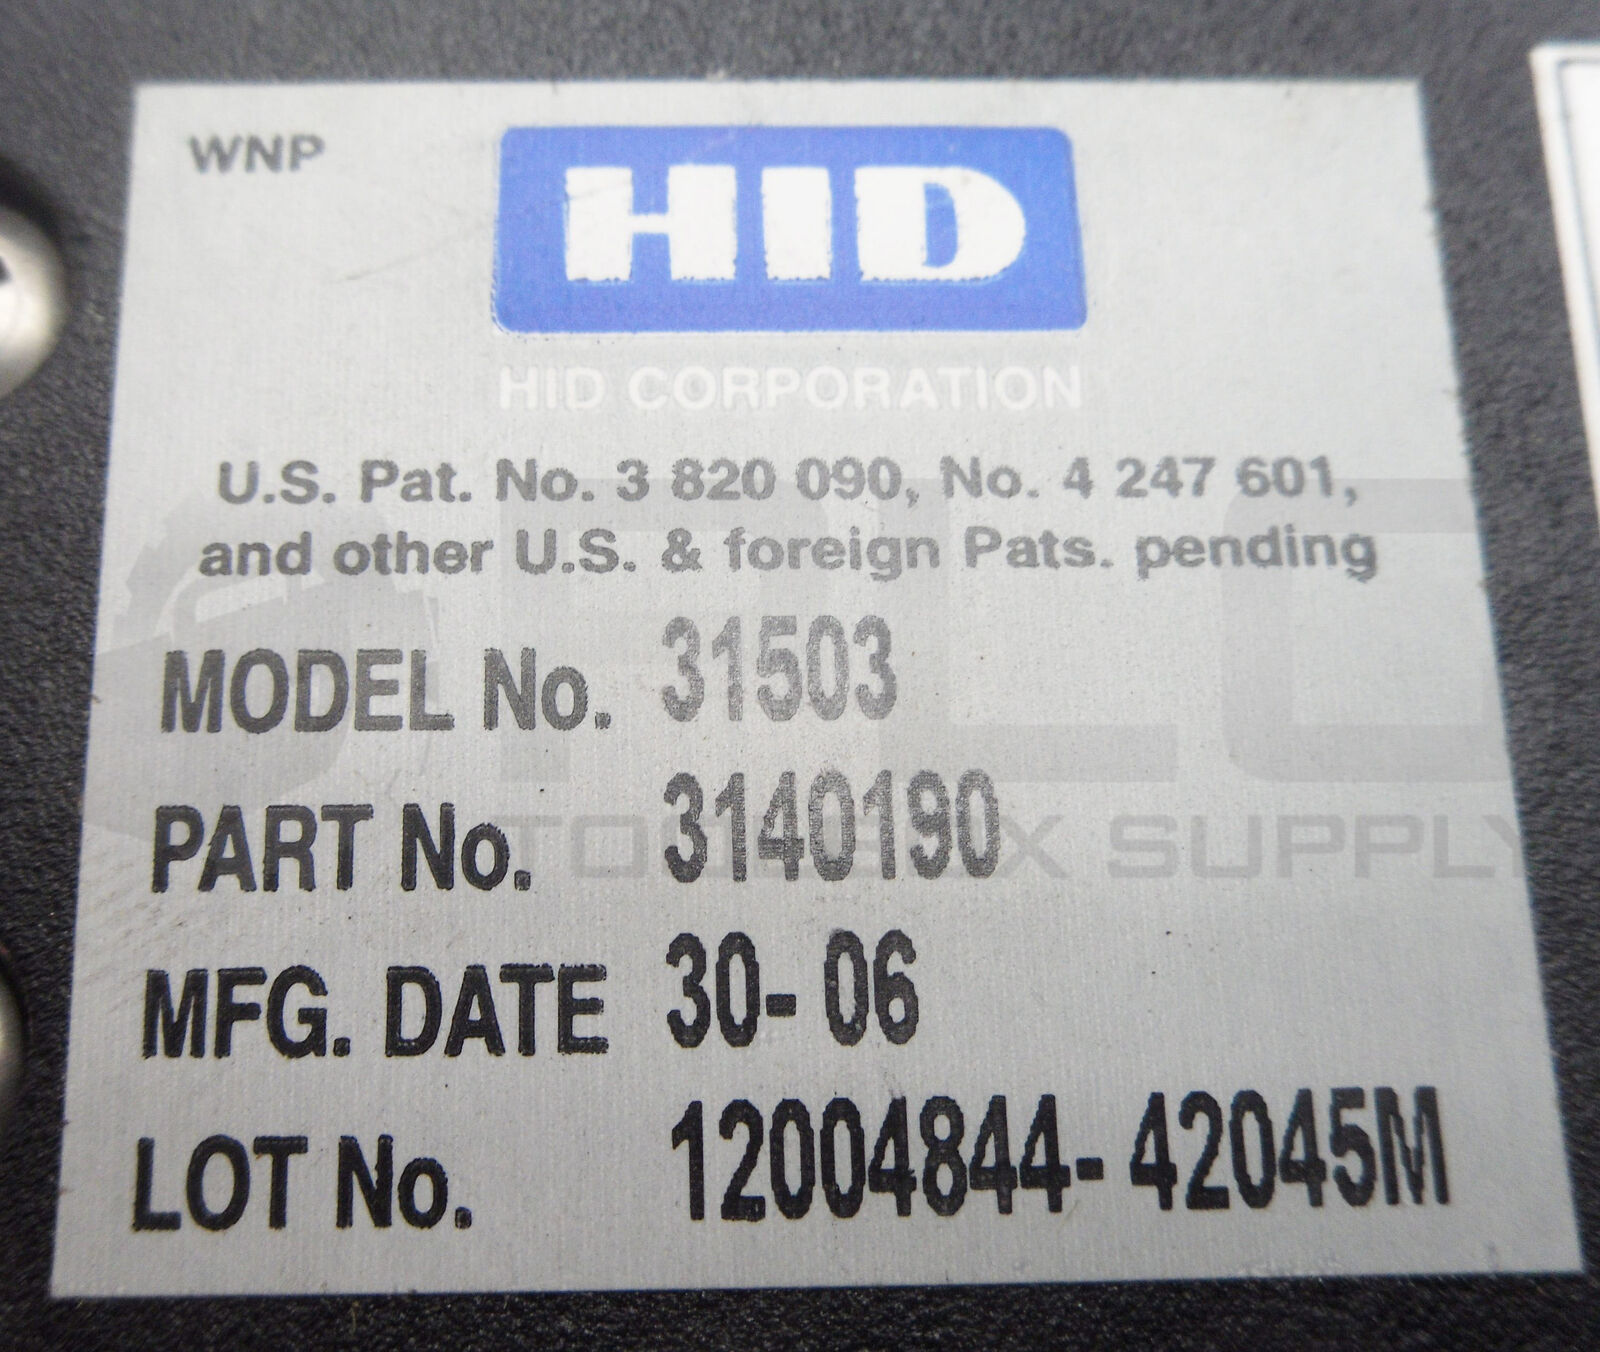 WNP
HID
HID CORPORATION
U.S. Pat. No. 3 820 090, No. 4 247 601,
and other U.S. & foreign Pats. pending
MODEL No. 31503
PART No. 3140190
MFG. DATE 30-06
LOT No. 12004844-42045M
SUPPLY